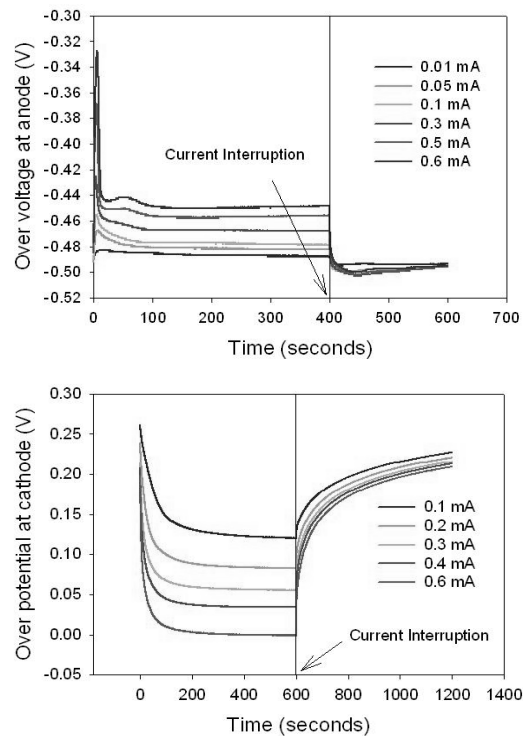 -0.30
-0.32
-0.34
-0.36
-0.38
-0.40
-0.42
-0.44
-0.46
-0.48
-0.50
-0.52
Over voltage at anode (V)
0.01 mA
0.05 mA
0.1 mA
0.3 mA
0.5 mA
0.6 mA
Current Interruption
0 100 200 300 400 500 600 700
Time (seconds)
0.30
0.25
0.20
0.15
0.10
0.05
0.00
-0.05
Over potential at cathode (V)
0.1 mA
0.2 mA
0.3 mA
0.4 mA
0.6 mA
Current Interruption
0 200 400 600 800 1000 1200 1400
Time (seconds)